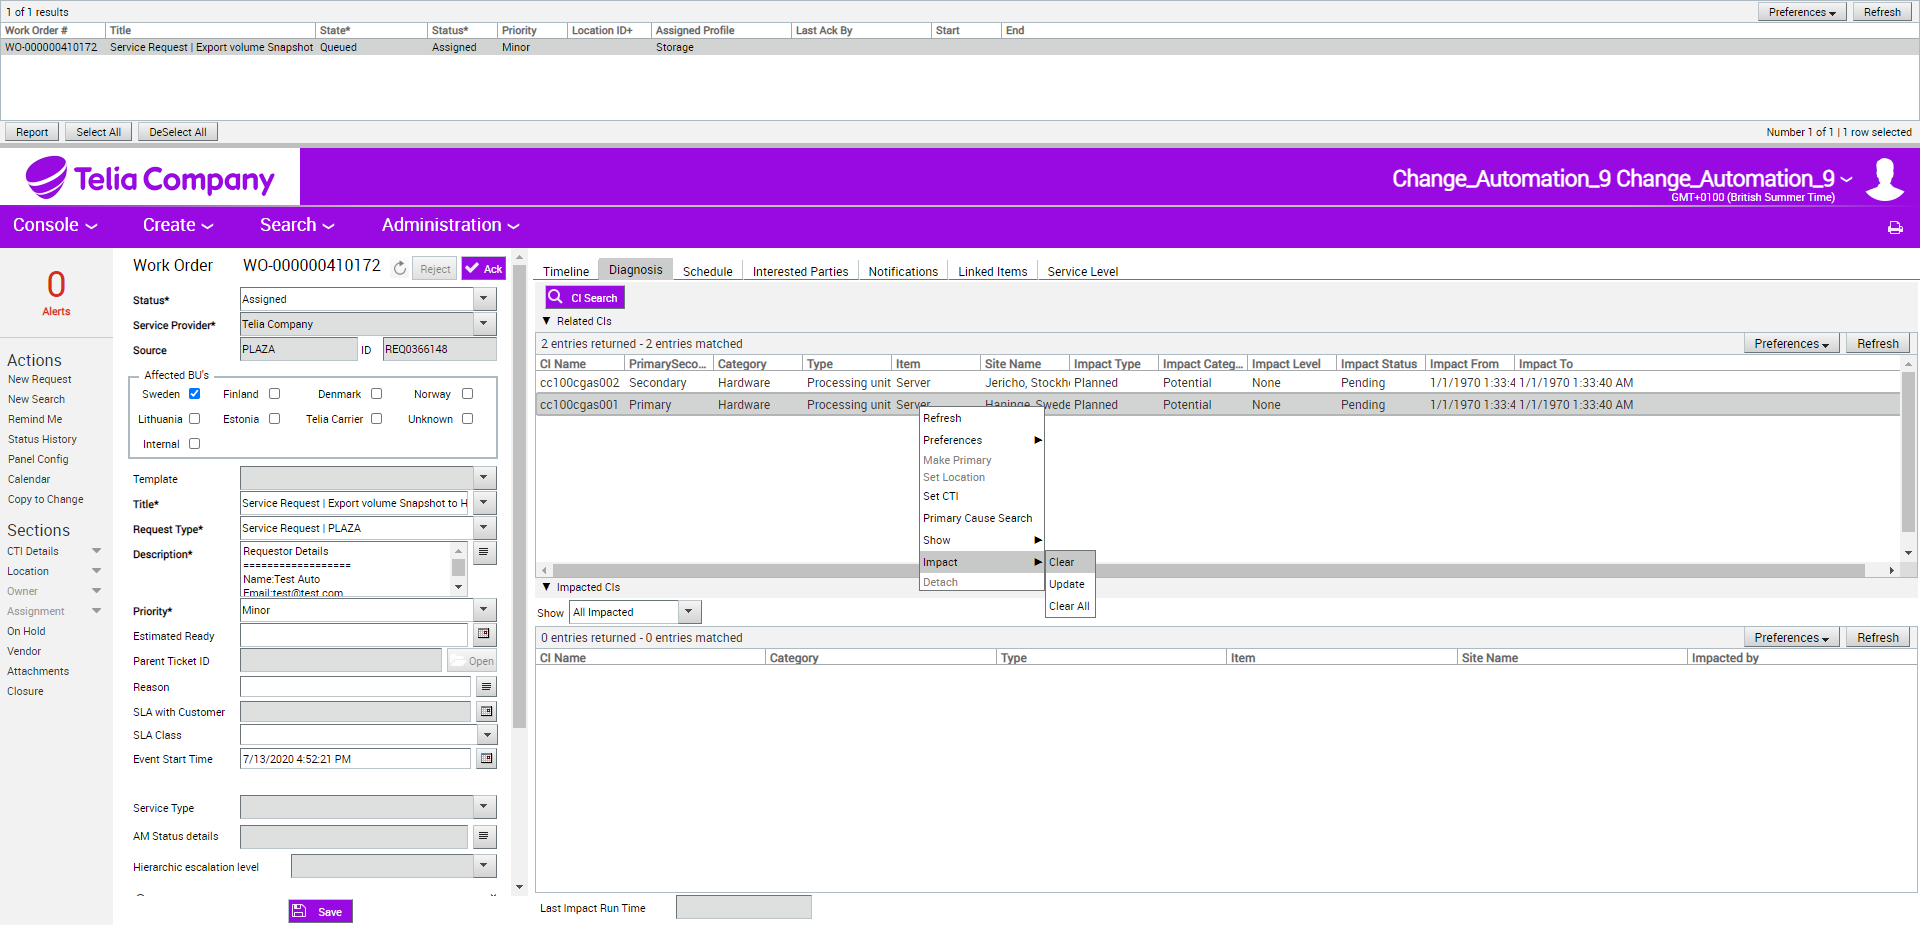 1 of 1 results
Preferences
Refresh
Work Order #
Title
State*
Status*
Priority
Location ID+
Assigned Profile
Last Ack By
Start
End
WO-000000410172
Service Request | Export volume Snapshot
Queued
Assigned
Minor
Storage
Report
Select All
DeSelect All
Number 1 of 1 | 1 row selected
Telia Company
Change_Automation_9 Change_Automation_9
GMT+0100 (British Summer Time)
Console
Create
Search
Administration
0
Alerts
Actions
New Request
New Search
Remind Me
Status History
Panel Config
Calendar
Copy to Change
Sections
CTI Details
Location
Owner
Assignment
On Hold
Vendor
Attachments
Closure
Work Order
WO-000000410172
Reject
Ack
Status*
Assigned
Service Provider*
Telia Company
Source
PLAZA
ID
REQ0366148
Affected BU's
Sweden
Finland
Denmark
Norway
Lithuania
Estonia
Telia Carrier
Unknown
Internal
Template
Title*
Service Request | Export volume Snapshot to H
Request Type*
Service Request | PLAZA
Description*
Requestor Details
==================
Name:Test Auto
Email:test@test.com
Priority*
Minor
Estimated Ready
Parent Ticket ID
Open
Reason
SLA with Customer
SLA Class
Event Start Time
7/13/2020 4:52:21 PM
Service Type
AM Status details
Hierarchic escalation level
Save
Timeline
Diagnosis
Schedule
Interested Parties
Notifications
Linked Items
Service Level
CI Search
Related CIs
2 entries returned - 2 entries matched
Preferences
Refresh
CI Name
PrimarySeco...
Category
Type
Item
Site Name
Impact Type
Impact Categ...
Impact Level
Impact Status
Impact From
Impact To
cc100cgas002
Secondary
Hardware
Processing unit
Server
Jericho, Stockh
Planned
Potential
None
Pending
1/1/1970 1:33:4
1/1/1970 1:33:40 AM
cc100cgas001
Primary
Hardware
Processing unit
Server
Haninge, Swede
Planned
Potential
None
Pending
1/1/1970 1:33:4
1/1/1970 1:33:40 AM
Refresh
Preferences
Make Primary
Set Location
Set CTI
Primary Cause Search
Show
Impact
Detach
Clear
Update
Clear All
Impacted CIs
Show
All Impacted
0 entries returned - 0 entries matched
Preferences
Refresh
CI Name
Category
Type
Item
Site Name
Impacted by
Last Impact Run Time